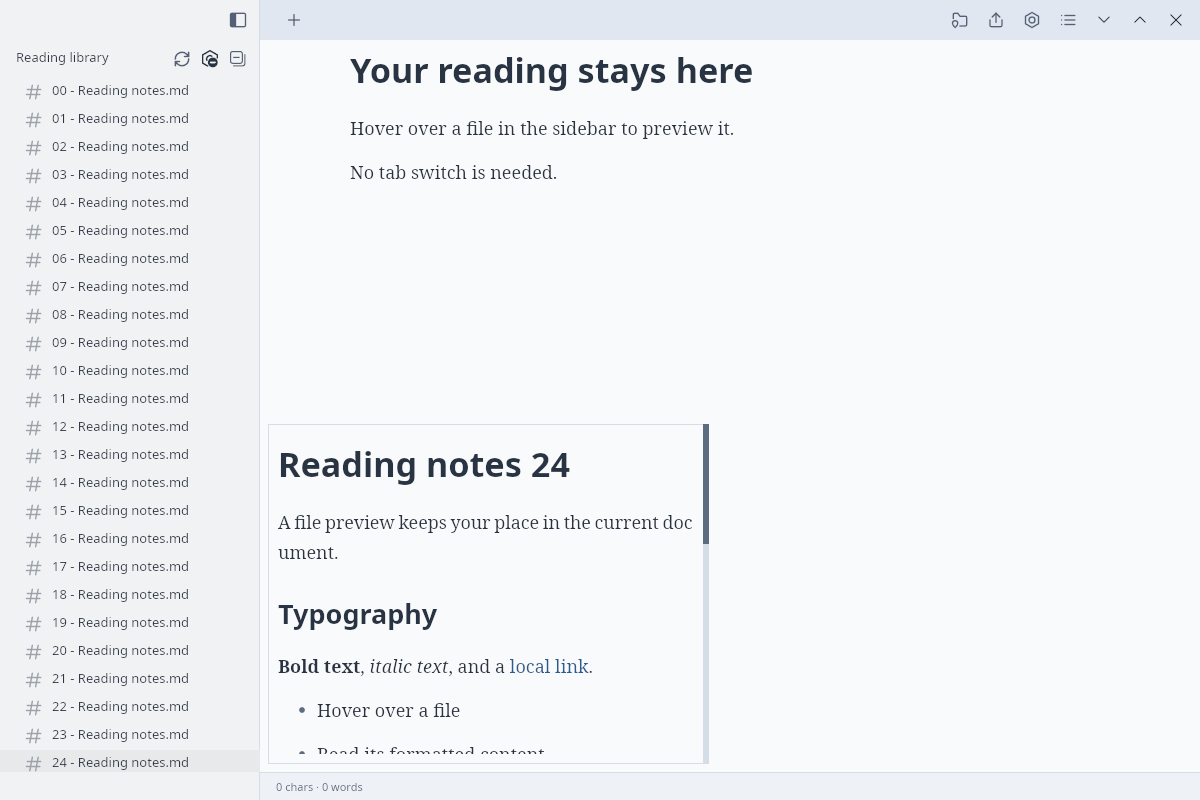 Reading library
00 - Reading notes.md
01 - Reading notes.md
02 - Reading notes.md
03 - Reading notes.md
04 - Reading notes.md
05 - Reading notes.md
06 - Reading notes.md
07 - Reading notes.md
08 - Reading notes.md
09 - Reading notes.md
10 - Reading notes.md
11 - Reading notes.md
12 - Reading notes.md
13 - Reading notes.md
14 - Reading notes.md
15 - Reading notes.md
16 - Reading notes.md
17 - Reading notes.md
18 - Reading notes.md
19 - Reading notes.md
20 - Reading notes.md
21 - Reading notes.md
22 - Reading notes.md
23 - Reading notes.md
24 - Reading notes.md
Your reading stays here
Hover over a file in the sidebar to preview it.
No tab switch is needed.
Reading notes 24
A file preview keeps your place in the current doc
ument.
Typography
Bold text, italic text, and a local link.
• Hover over a file
• Read its formatted content
0 chars · 0 words